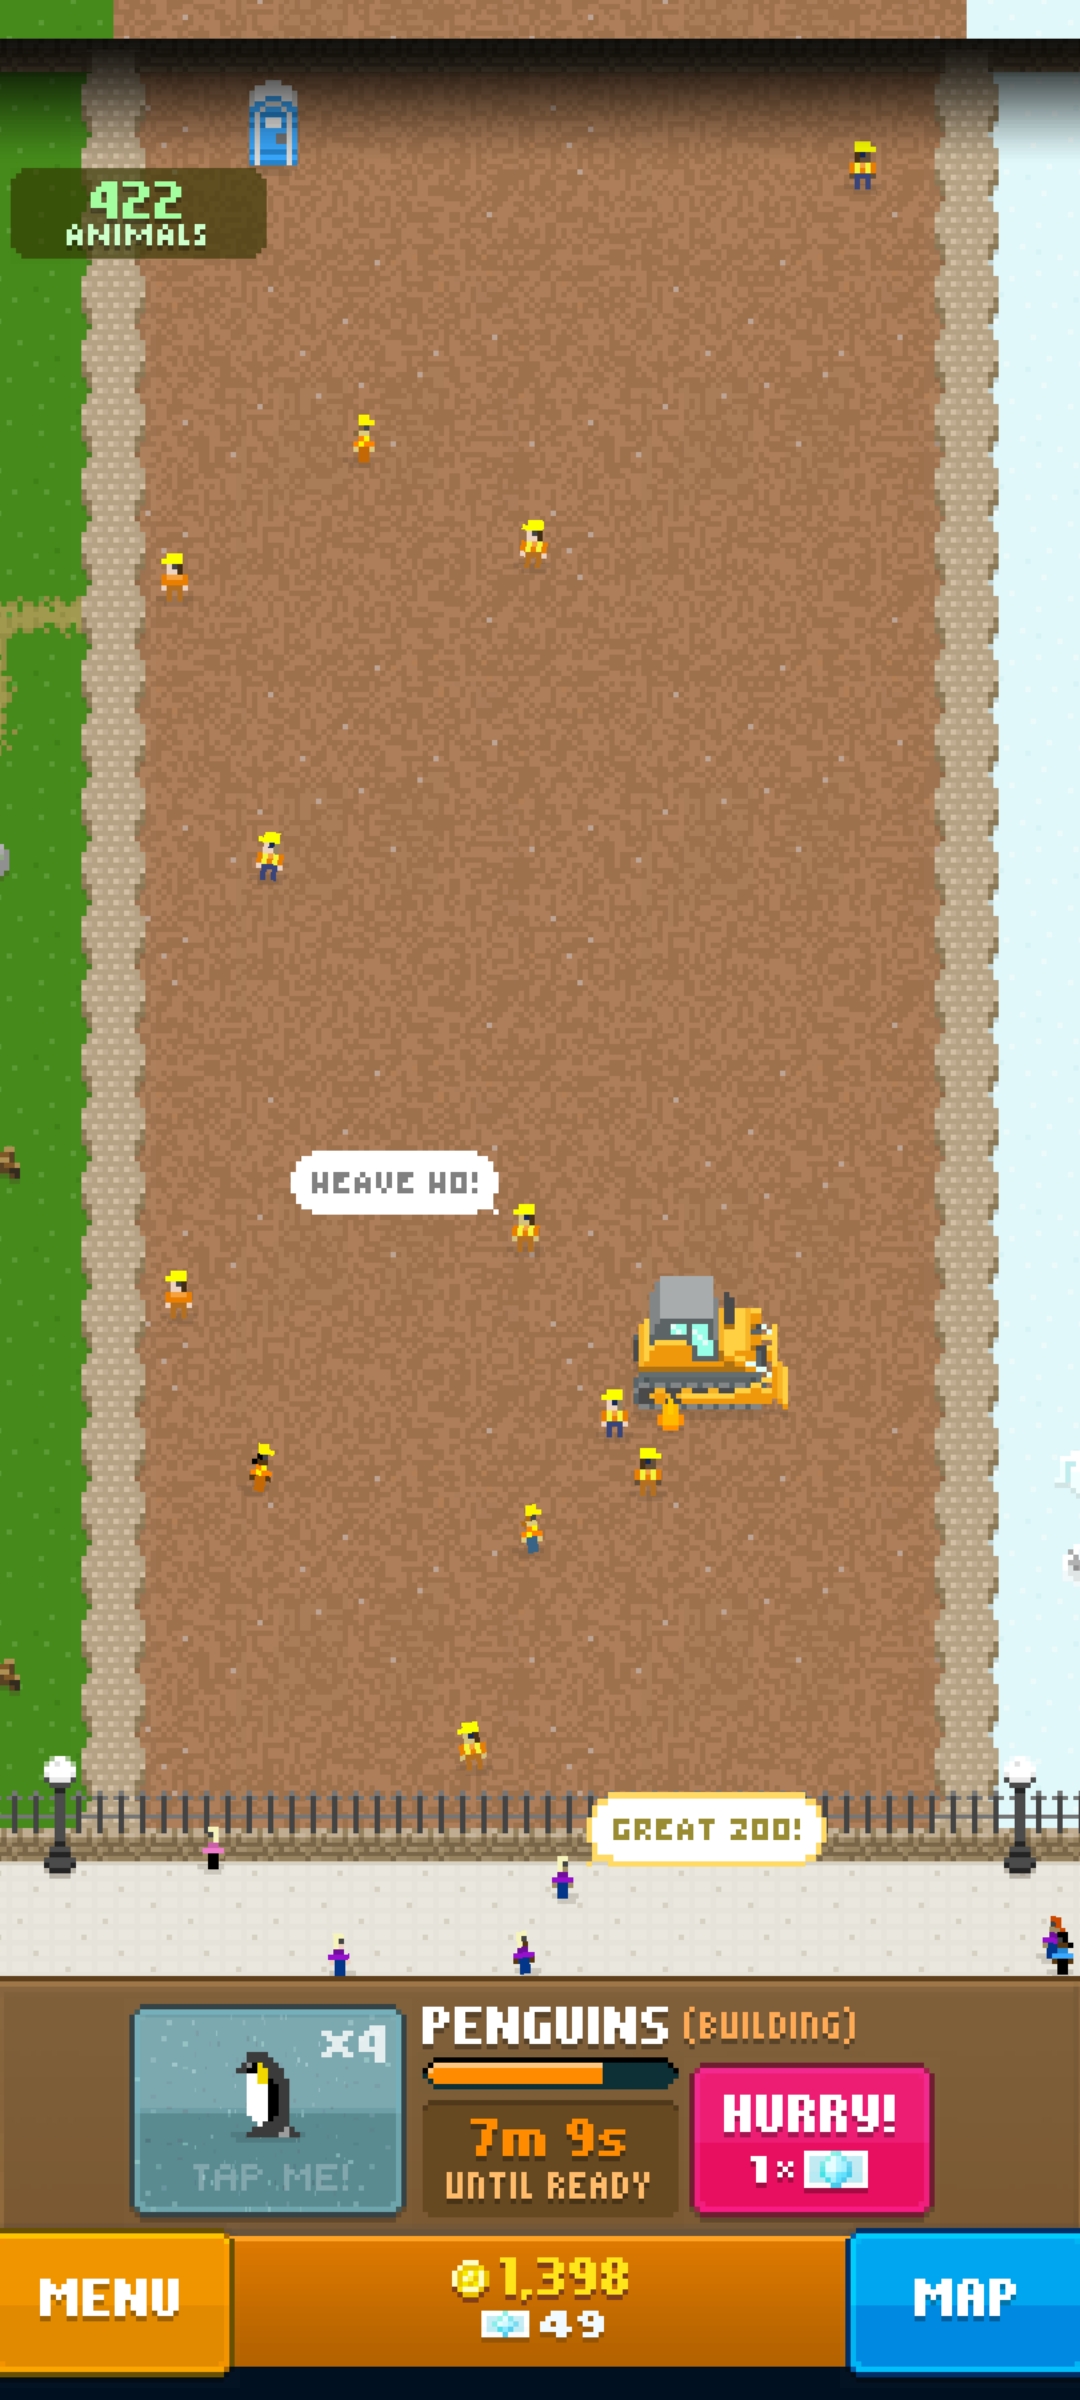 422
ANIMALS
HEAVE HO!
GREAT ZOO!
x4
TAP ME!
PENGUINS (BUILDING)
7m 9s
UNTIL READY
HURRY!
1x
MENU
1,398
49
MAP